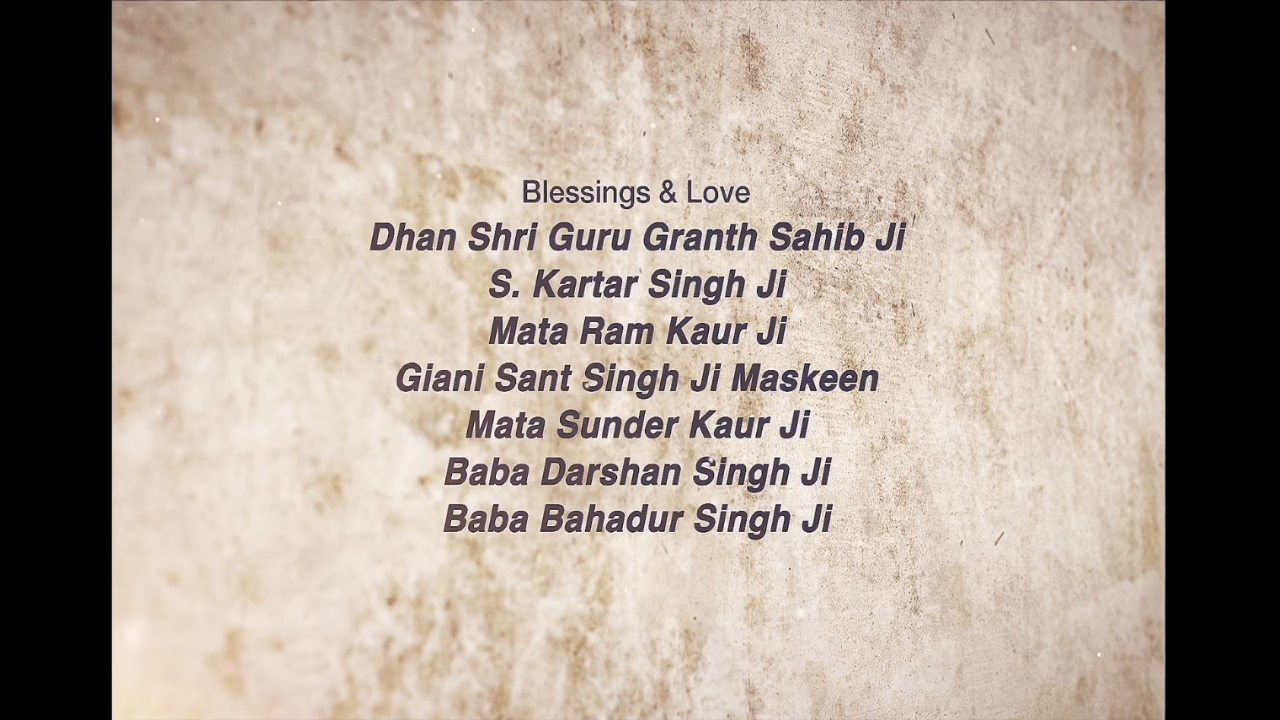 Blessings & Love
Dhan Shri Guru Granth Sahib Ji
S. Kartar Singh Ji
Mata Ram Kaur Ji
Giani Sant Singh Ji Maskeen
Mata Sunder Kaur Ji
Baba Darshan Singh Ji
Baba Bahadur Singh Ji